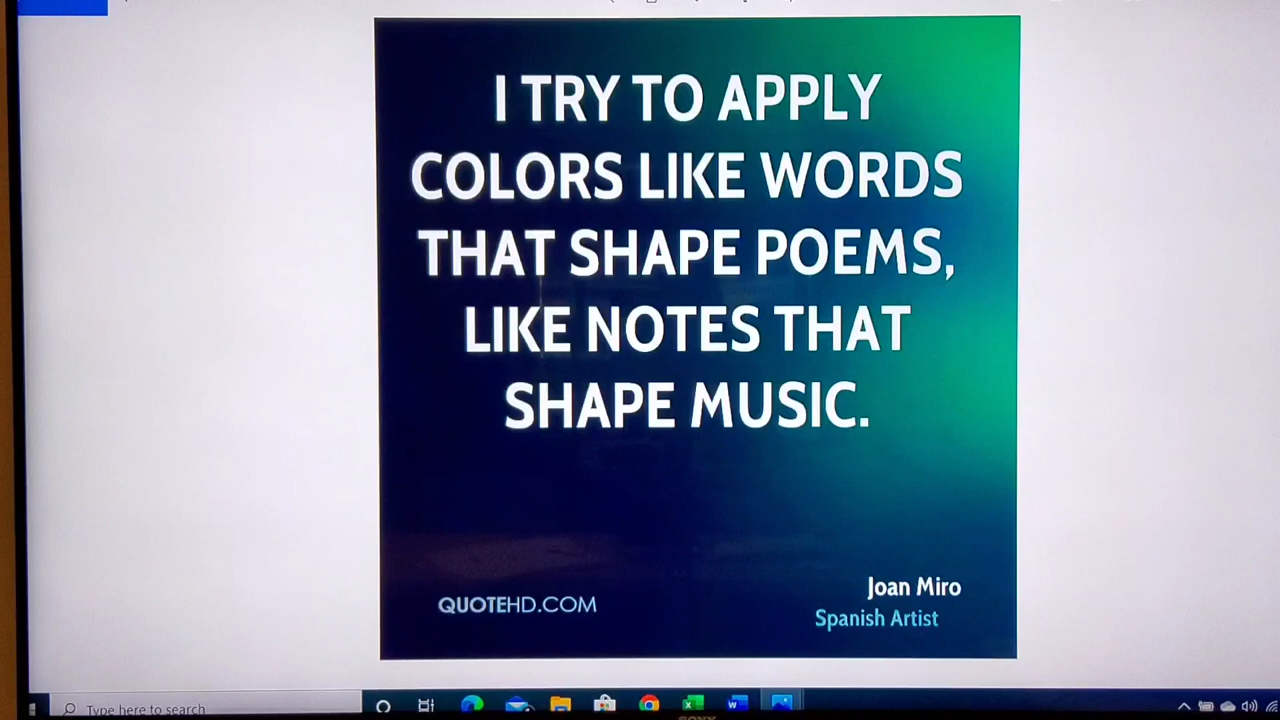 I TRY TO APPLY
COLORS LIKE WORDS
THAT SHAPE POEMS,
LIKE NOTES THAT
SHAPE MUSIC.
Joan Miro
QUOTEHD.COM
Spanish Artist
Type here to search
SONY